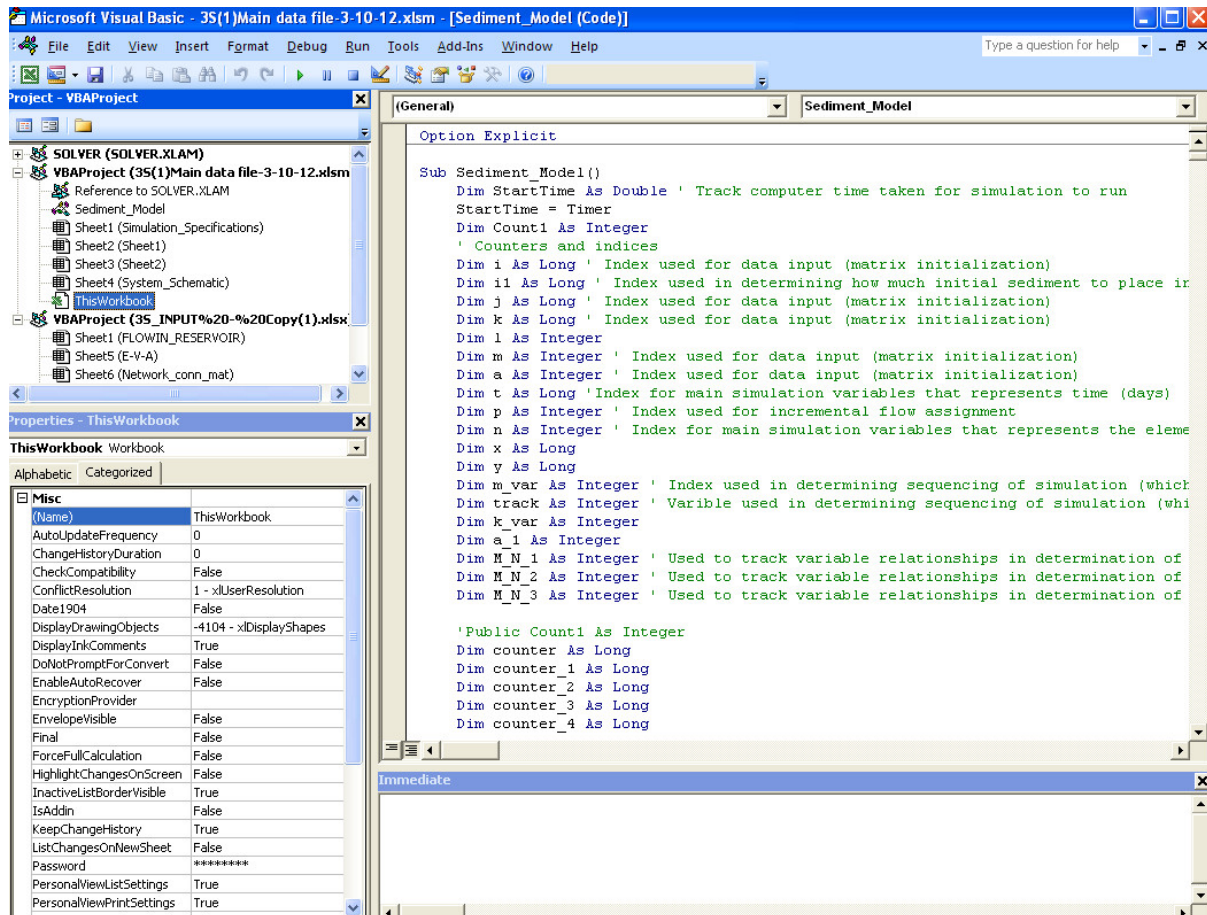 Microsoft Visual Basic - 3S(1)Main data file-3-10-12.xlsm - [Sediment_Model (Code)]
File Edit View Insert Format Debug Run Tools Add-Ins Window Help
Type a question for help
Project - VBAProject
SOLVER (SOLVER.XLAM)
VBAProject (3S(1)Main data file-3-10-12.xlsm
Reference to SOLVER.XLAM
Sediment_Model
Sheet1 (Simulation_Specifications)
Sheet2 (Sheet1)
Sheet3 (Sheet2)
Sheet4 (System_Schematic)
ThisWorkbook
VBAProject (3S_INPUT%20-%20Copy(1).xlsx
Sheet1 (FLOWIN_RESERVOIR)
Sheet5 (E-V-A)
Sheet6 (Network_conn_mat)
Properties - ThisWorkbook
ThisWorkbook Workbook
Alphabetic Categorized
Misc
(Name) ThisWorkbook
AutoUpdateFrequency 0
ChangeHistoryDuration 0
CheckCompatibility False
ConflictResolution 1 - xlUserResolution
Date1904 False
DisplayDrawingObjects -4104 - xlDisplayShapes
DisplayInkComments True
DoNotPromptForConvert False
EnableAutoRecover False
EncryptionProvider
EnvelopeVisible False
Final False
ForceFullCalculation False
HighlightChangesOnScreen False
InactiveListBorderVisible True
IsAddin False
KeepChangeHistory True
ListChangesOnNewSheet False
Password ********
PersonalViewListSettings True
PersonalViewPrintSettings True
(General) Sediment_Model
Option Explicit
Sub Sediment_Model()
Dim StartTime As Double ' Track computer time taken for simulation to run
StartTime = Timer
Dim Count1 As Integer
' Counters and indices
Dim i As Long ' Index used for data input (matrix initialization)
Dim i1 As Long ' Index used in determining how much initial sediment to place in
Dim j As Long ' Index used for data input (matrix initialization)
Dim k As Long ' Index used for data input (matrix initialization)
Dim l As Integer
Dim m As Integer ' Index used for data input (matrix initialization)
Dim a As Integer ' Index used for data input (matrix initialization)
Dim t As Long 'Index for main simulation variables that represents time (days)
Dim p As Integer ' Index used for incremental flow assignment
Dim n As Integer ' Index for main simulation variables that represents the eleme
Dim x As Long
Dim y As Long
Dim m_var As Integer ' Index used in determining sequencing of simulation (which
Dim track As Integer ' Varible used in determining sequencing of simulation (whi
Dim k_var As Integer
Dim a_1 As Integer
Dim M_N_1 As Integer ' Used to track variable relationships in determination of
Dim M_N_2 As Integer ' Used to track variable relationships in determination of
Dim M_N_3 As Integer ' Used to track variable relationships in determination of
'Public Count1 As Integer
Dim counter As Long
Dim counter_1 As Long
Dim counter_2 As Long
Dim counter_3 As Long
Dim counter_4 As Long
Immediate